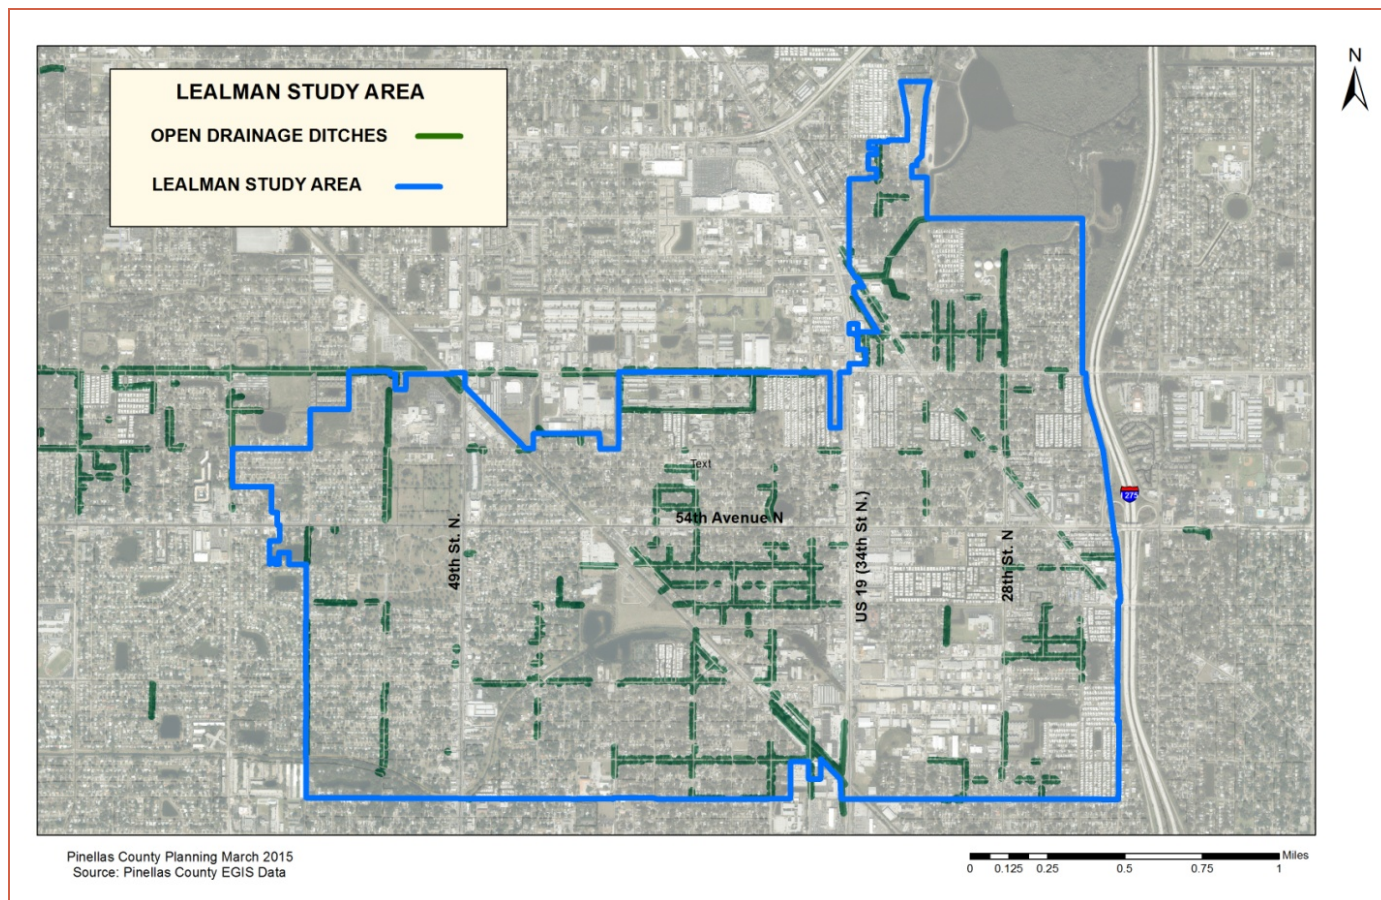 LEALMAN STUDY AREA
OPEN DRAINAGE DITCHES
LEALMAN STUDY AREA
N
Text
54th Avenue N
49th St. N.
US 19 (34th St N.)
28th St. N
275
Pinellas County Planning March 2015
Source: Pinellas County EGIS Data
Miles
0 0.125 0.25 0.5 0.75 1